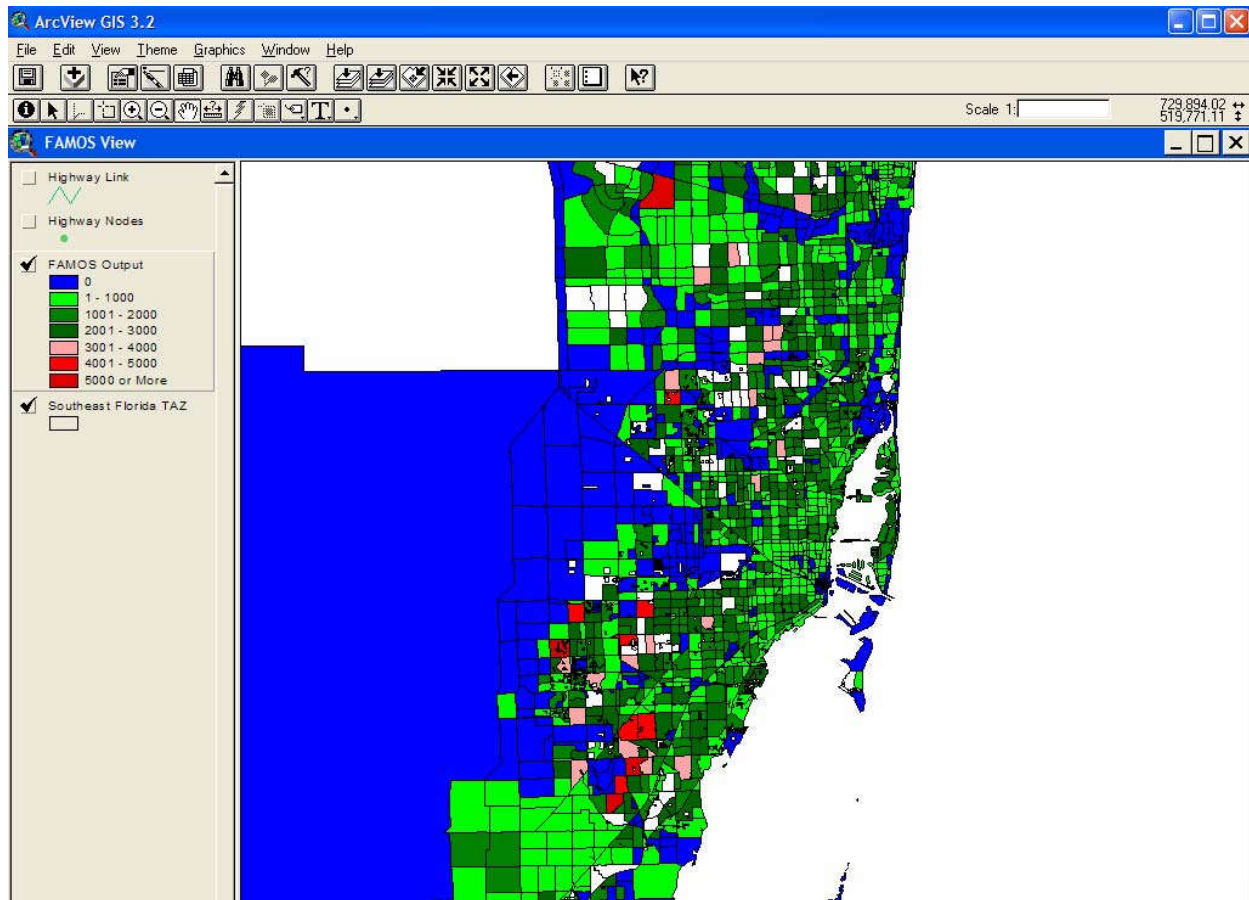 ArcView GIS 3.2
File Edit View Theme Graphics Window Help
Scale 1:
729,894.02
519,771.11
FAMOS View
Highway Link
Highway Nodes
FAMOS Output
0
1 - 1000
1001 - 2000
2001 - 3000
3001 - 4000
4001 - 5000
5000 or More
Southeast Florida TAZ